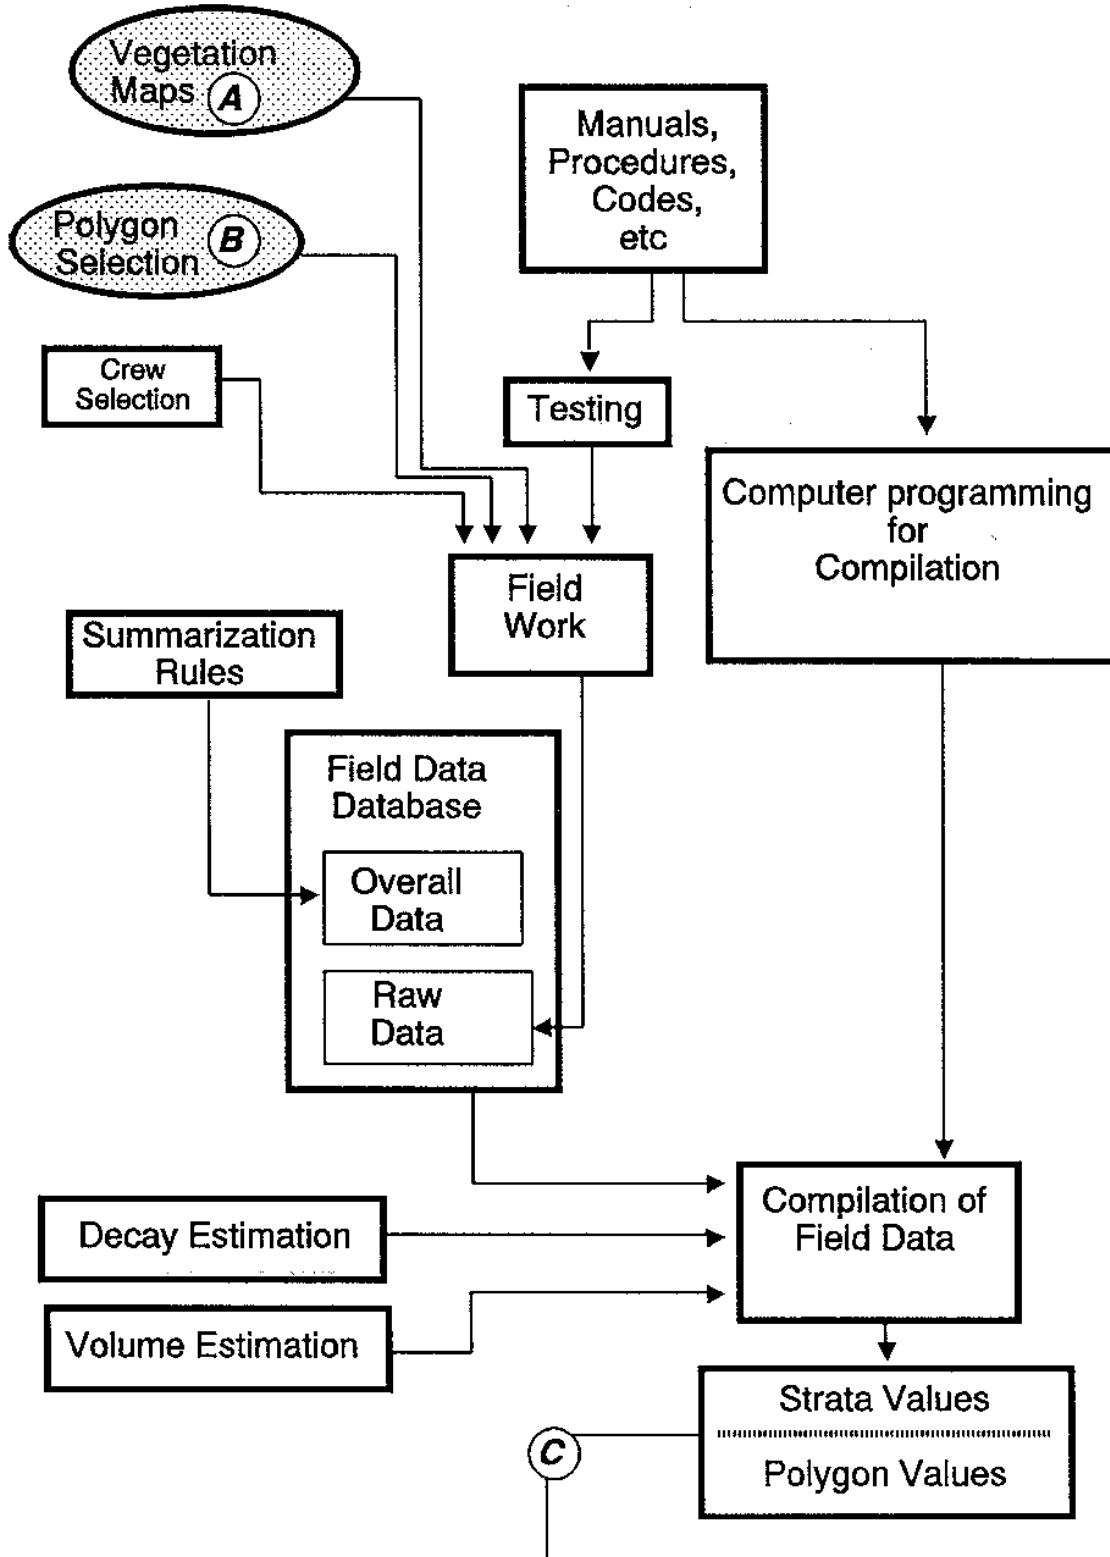 Vegetation
Maps A
Manuals,
Procedures,
Codes,
etc
Polygon B
Selection
Crew
Selection
Testing
Computer programming
for
Compilation
Field
Work
Summarization
Rules
Field Data
Database
Overall
Data
Raw
Data
Compilation of
Field Data
Decay Estimation
Volume Estimation
Strata Values
C
Polygon Values